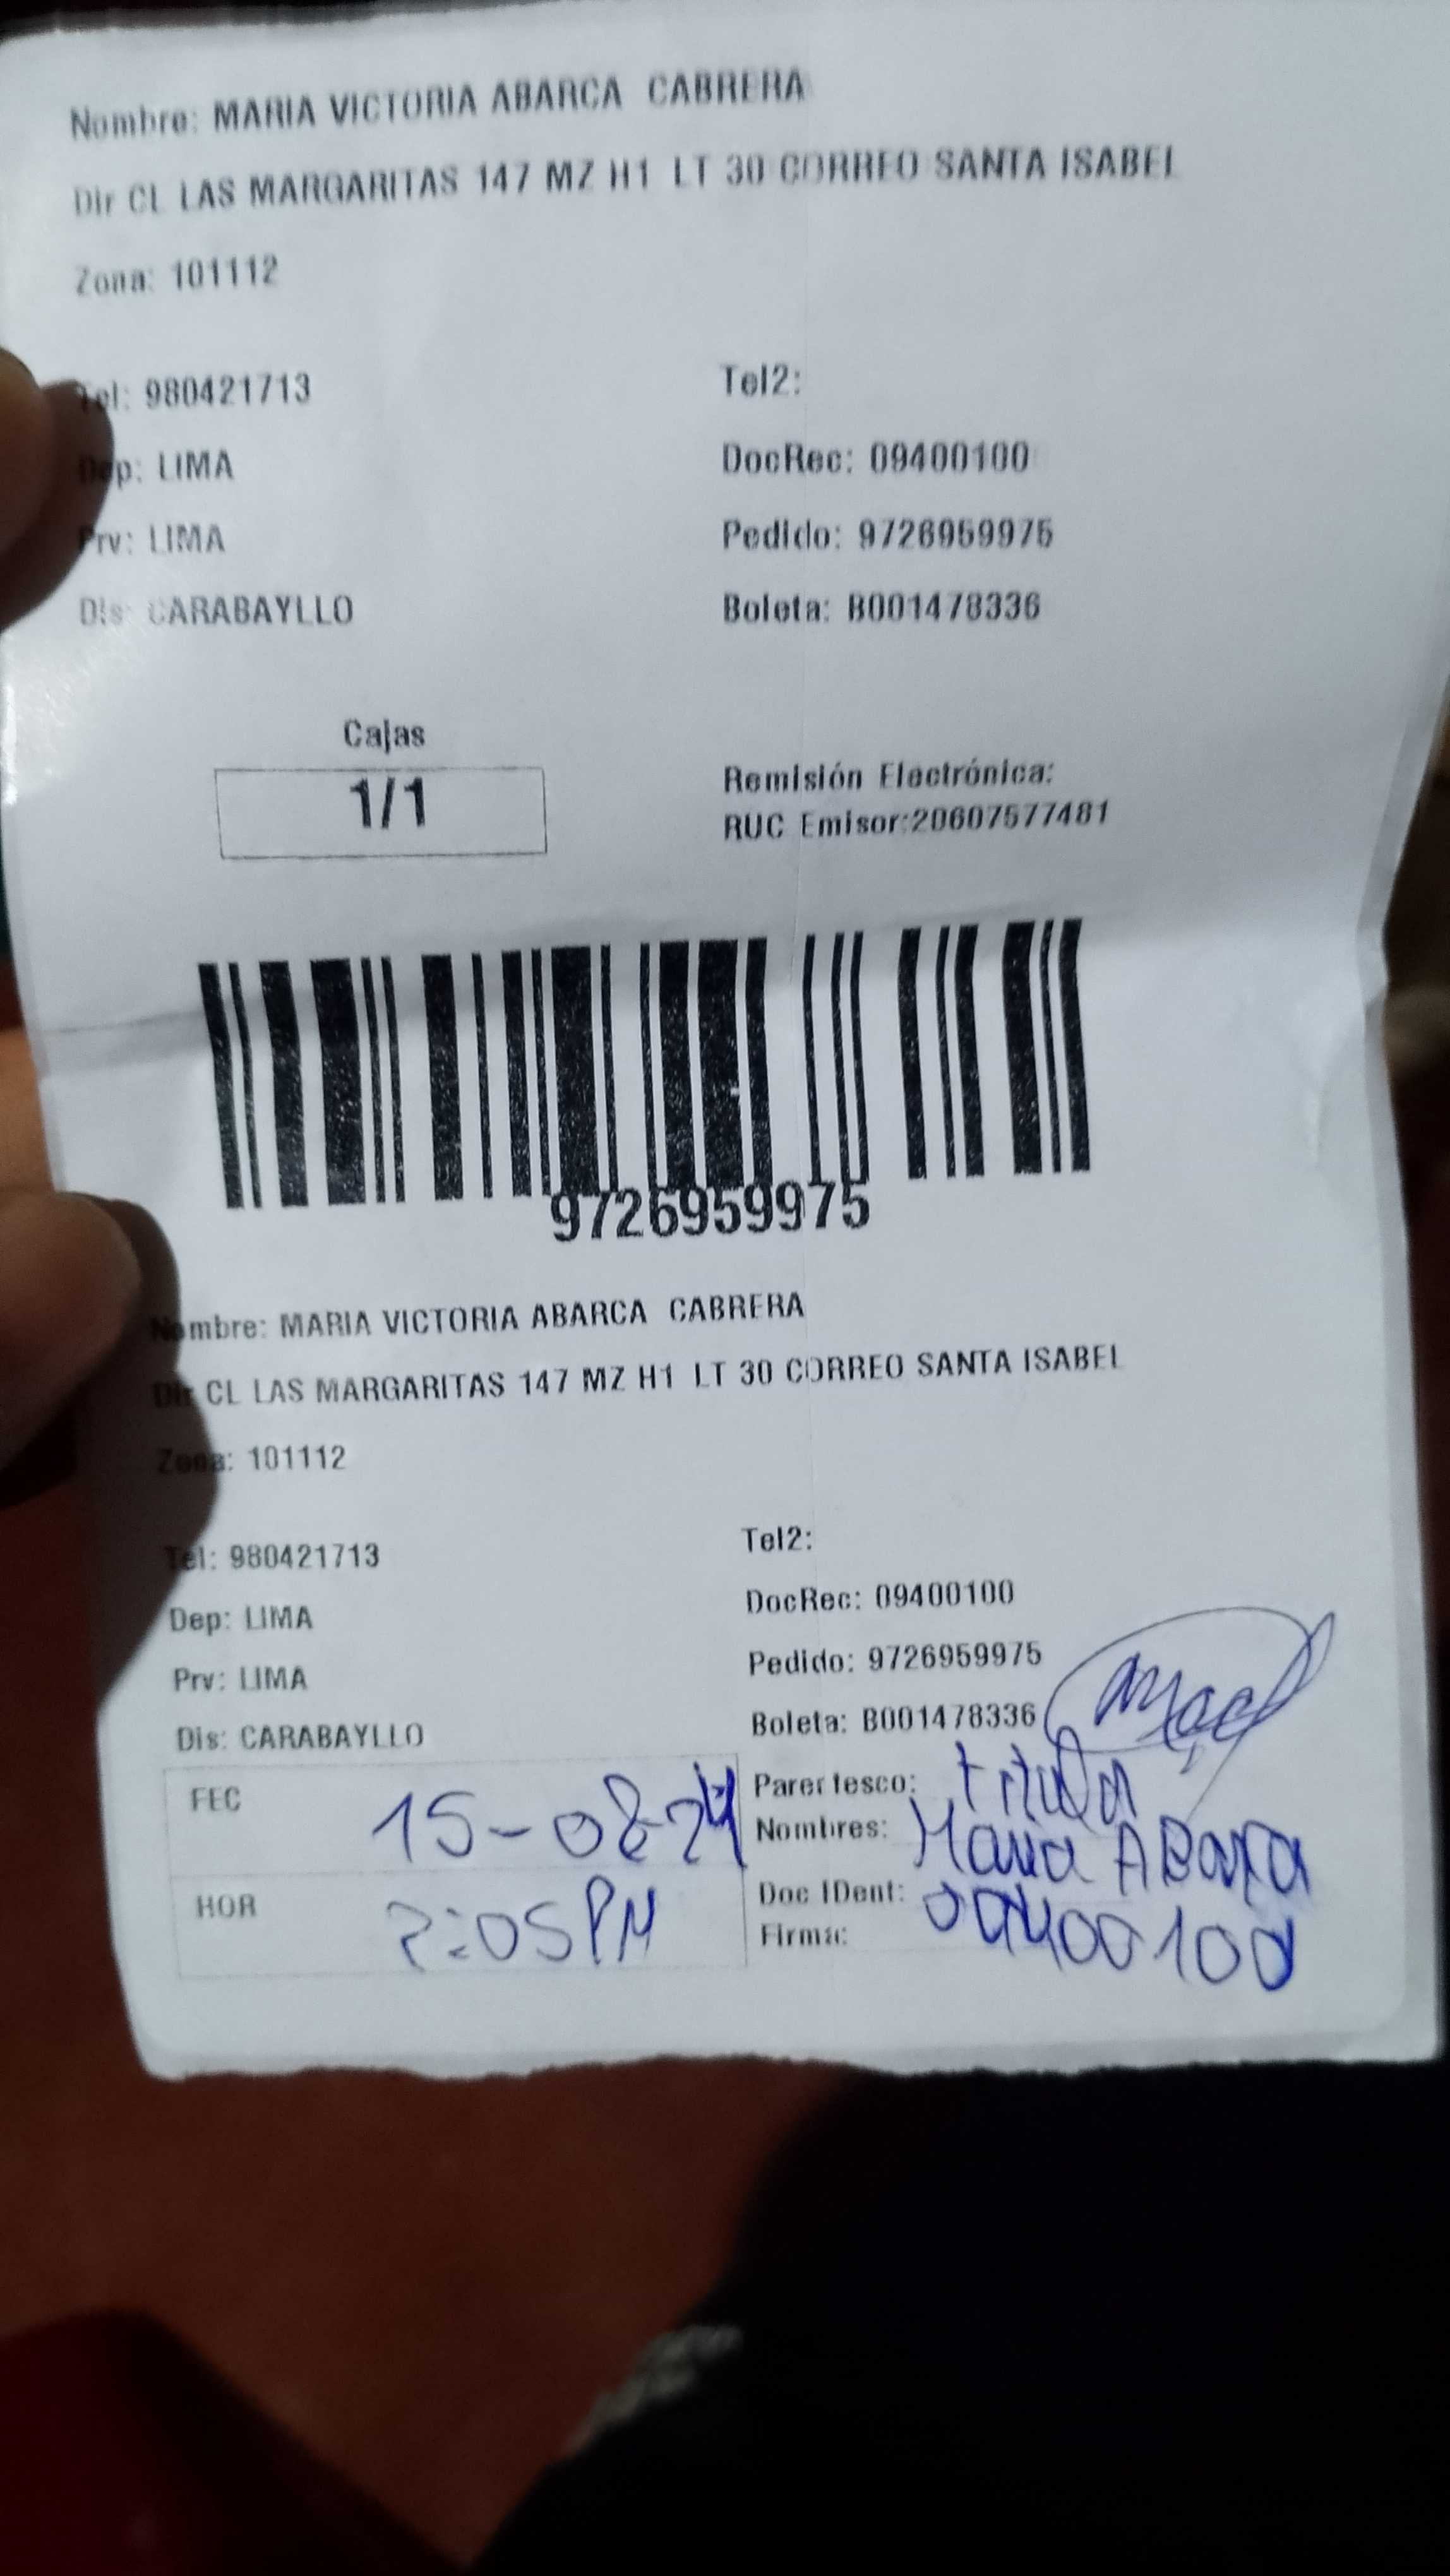 Nombre: MARIA VICTORIA ABARCA CABRERA
Dir CL LAS MARGARITAS 147 MZ H1 LT 30 CORREO SANTA ISABEL
Zona: 101112
Tel: 980421713
Tel2:
Dep: LIMA
DocRec: 09400100
Prv: LIMA
Pedido: 9726959975
Dis: CARABAYLLO
Boleta: B001478336
Cajas
1/1
Remisión Electrónica:
RUC Emisor:20607577481
9726959975
Nombre: MARIA VICTORIA ABARCA CABRERA
Dir CL LAS MARGARITAS 147 MZ H1 LT 30 CORREO SANTA ISABEL
Zona: 101112
Tel: 980421713
Tel2:
Dep: LIMA
DocRec: 09400100
Prv: LIMA
Pedido: 9726959975
Dis: CARABAYLLO
Boleta: B001478336
FEC 15-08-24
Parentesco:
Nombres: Maria ABarca
HOR 2:05 PM
Doc IDent: 09400100
Firma: